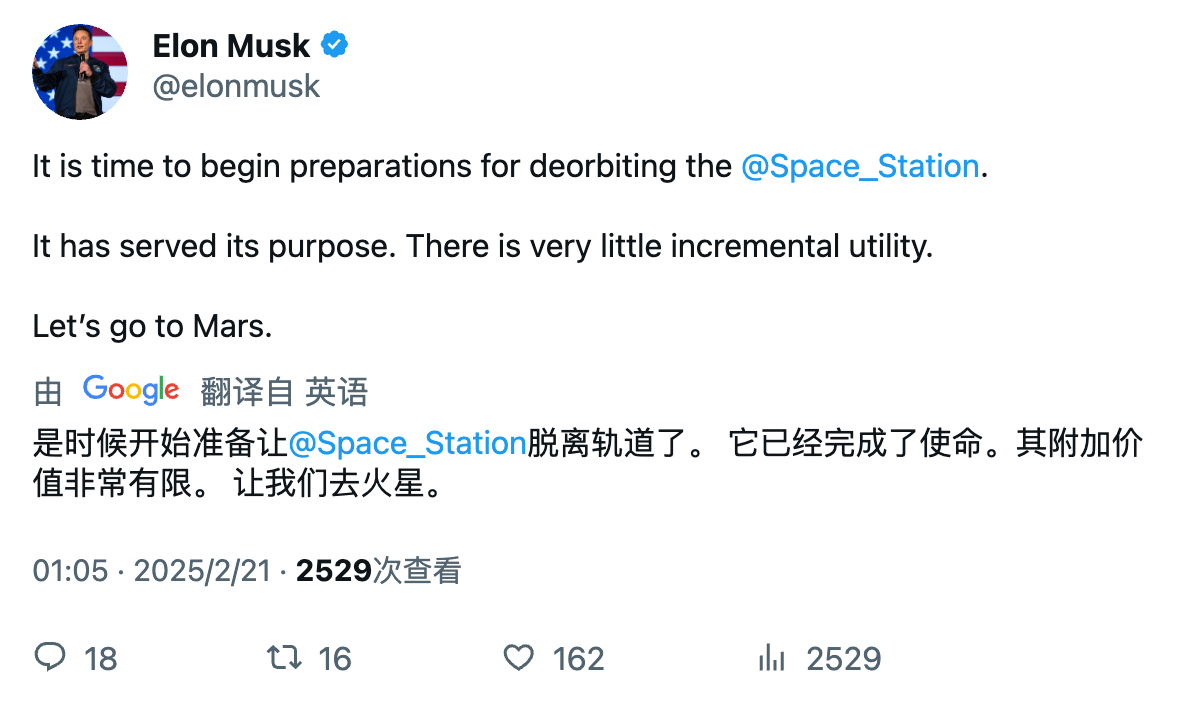 Elon Musk
@elonmusk
It is time to begin preparations for deorbiting the @Space_Station.
It has served its purpose. There is very little incremental utility.
Let’s go to Mars.
由 Google 翻译自 英语
是时候开始准备让@Space_Station脱离轨道了。 它已经完成了使命。其附加价
值非常有限。 让我们去火星。
01:05 · 2025/2/21 · 2529次查看
18 16 162 2529